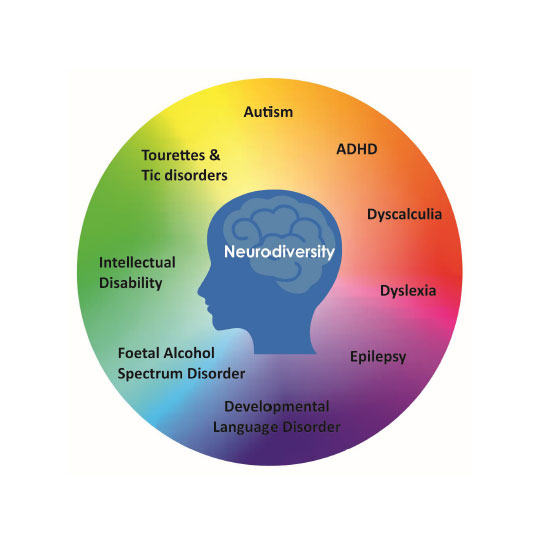 Autism
ADHD
Tourettes &
Tic disorders
Dyscalculia
Neurodiversity
Intellectual
Disability
Dyslexia
Foetal Alcohol
Spectrum Disorder
Epilepsy
Developmental
Language Disorder